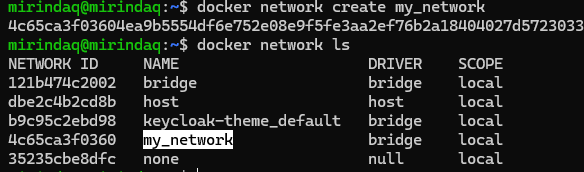 mirindaq@mirindaq:~$ docker network create my_network
4c65ca3f03604ea9b5554df6e752e08e9f5fe3aa2ef76b2a18404027d5723033
mirindaq@mirindaq:~$ docker network ls
NETWORK ID NAME DRIVER SCOPE
121b474c2002 bridge bridge local
dbe2c4b2cd8b host host local
b9c95c2ebd98 keycloak-theme_default bridge local
4c65ca3f0360 my_network bridge local
35235cbe8dfc none null local